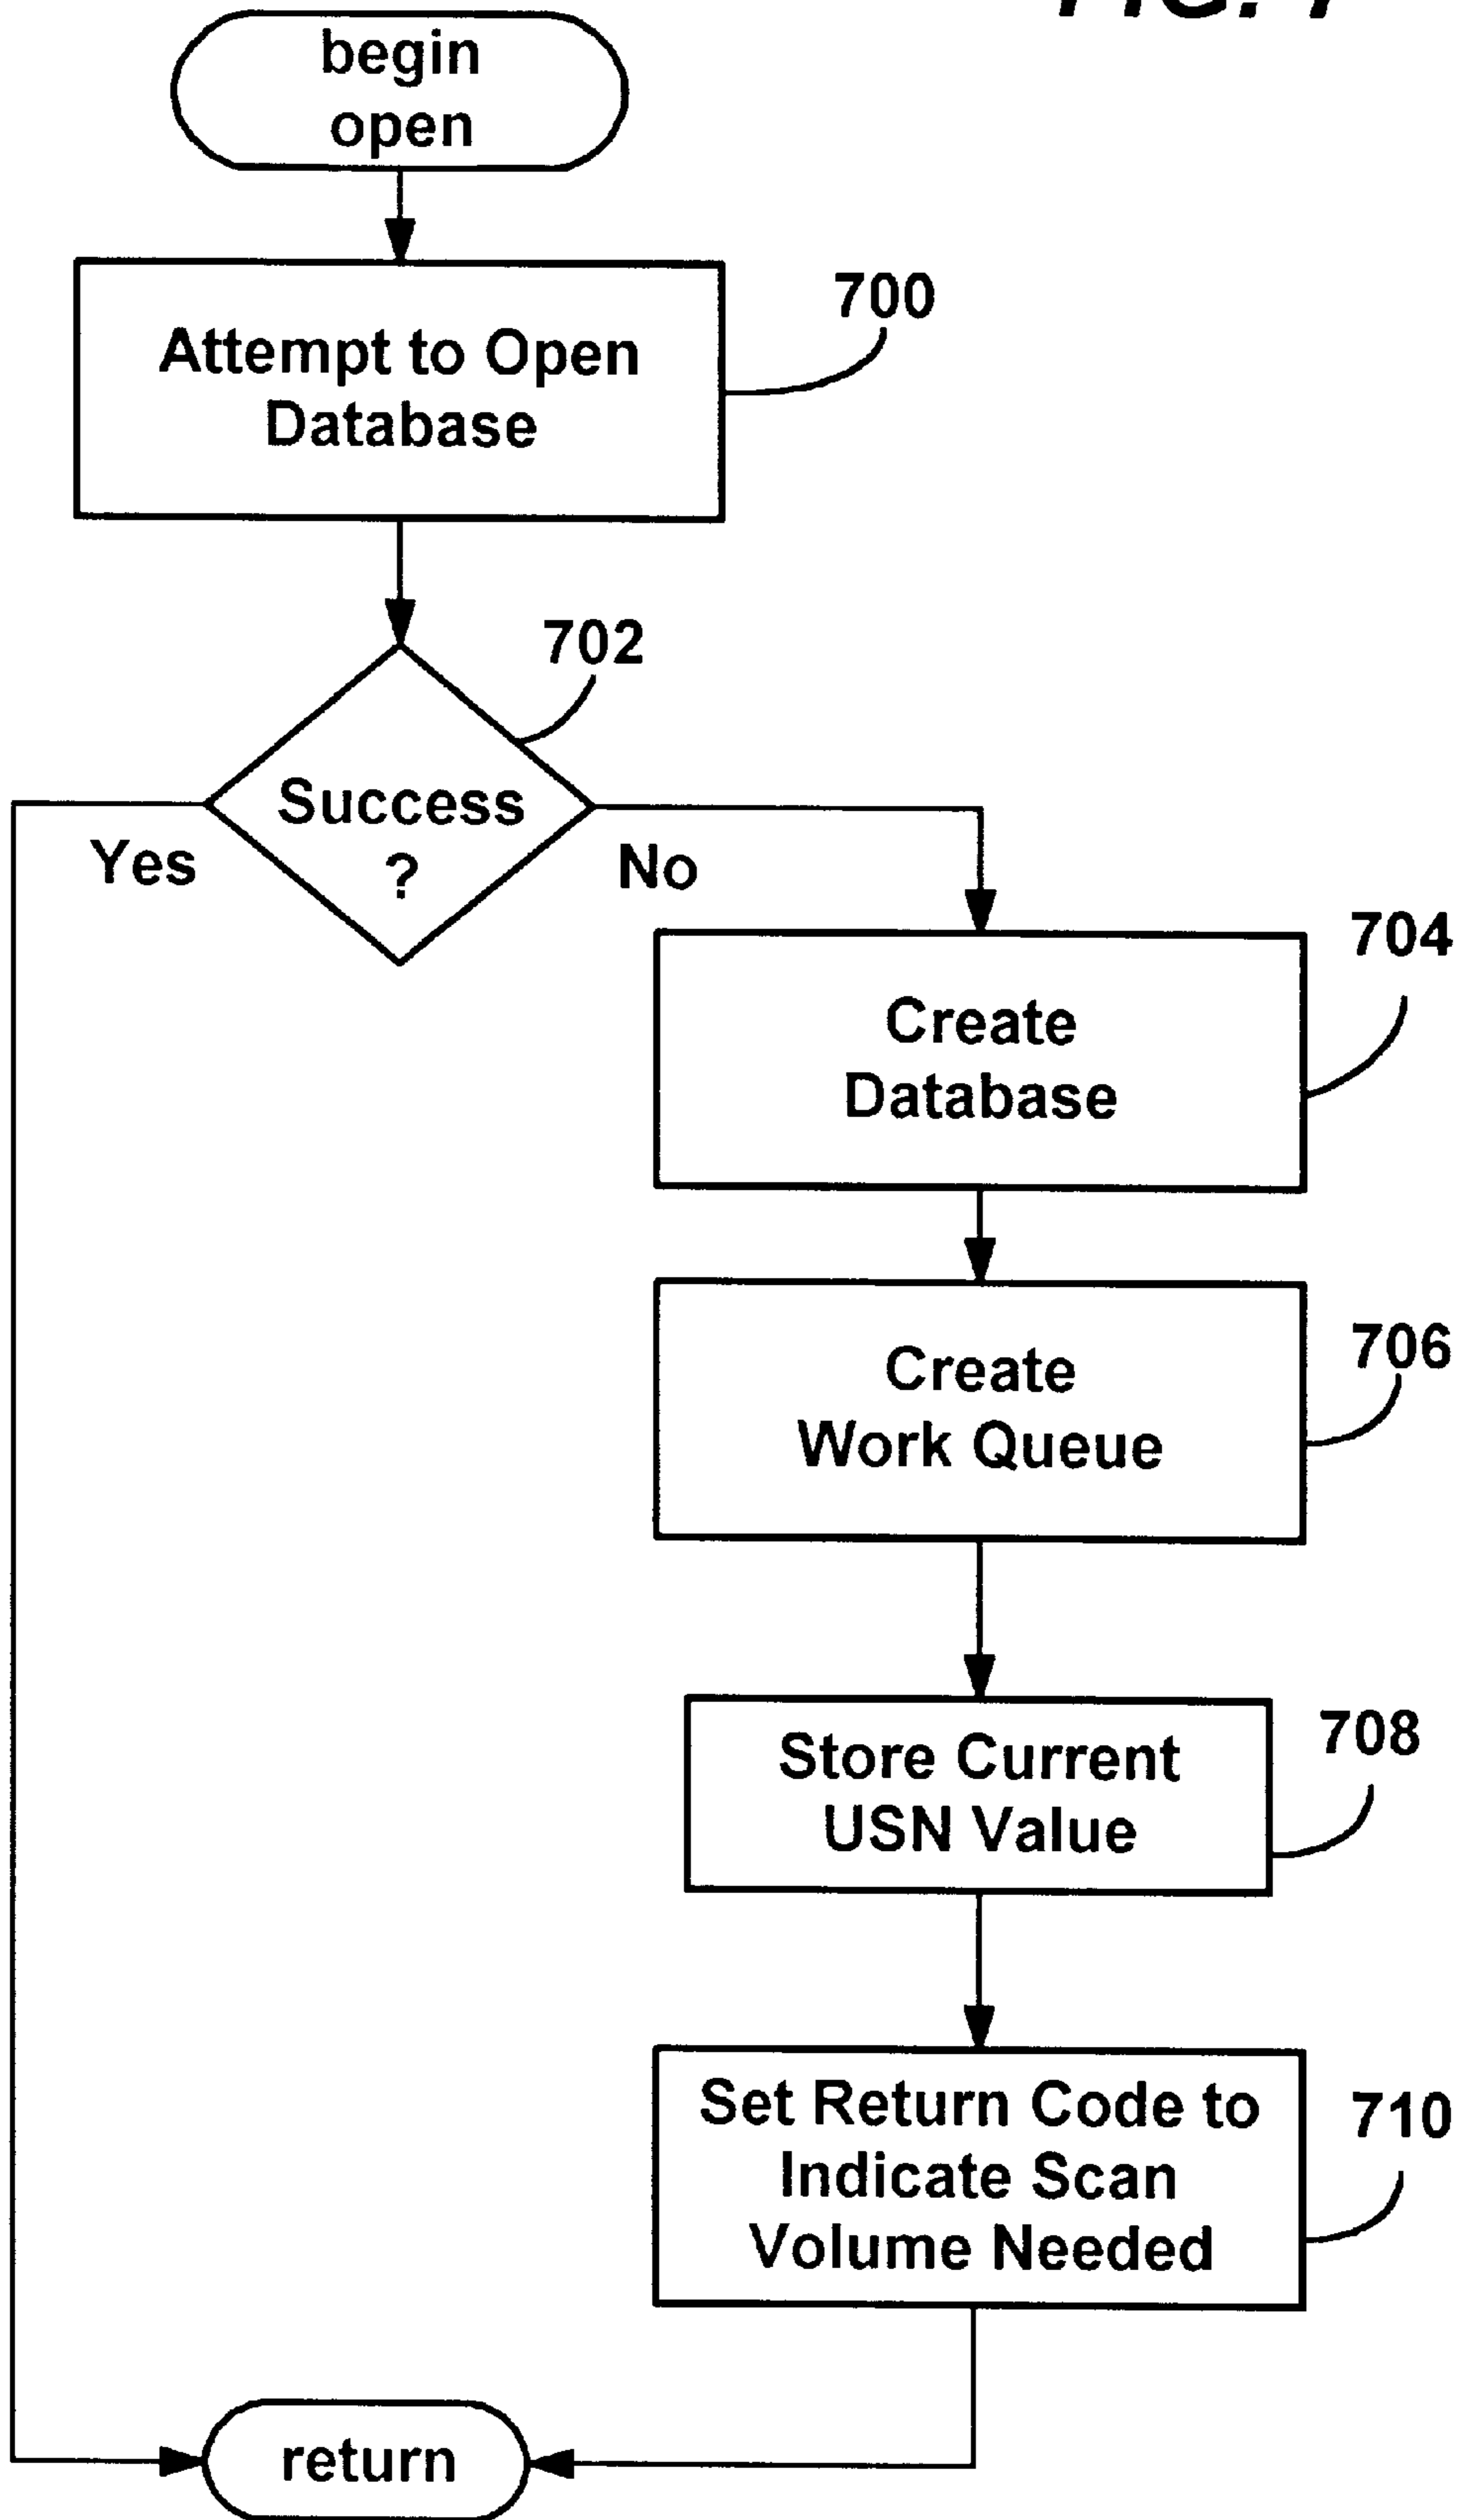 begin
open
700
Attempt to Open
Database
702
Success
?
Yes
No
704
Create
Database
706
Create
Work Queue
708
Store Current
USN Value
710
Set Return Code to
Indicate Scan
Volume Needed
return